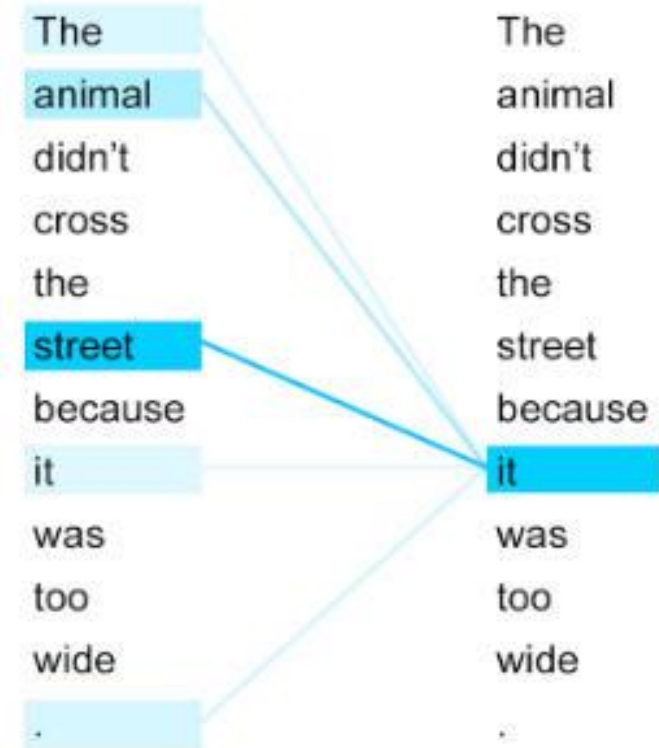 The
animal
didn't
cross
the
street
because
it
was
too
wide
.
The
animal
didn't
cross
the
street
because
it
was
too
wide
.